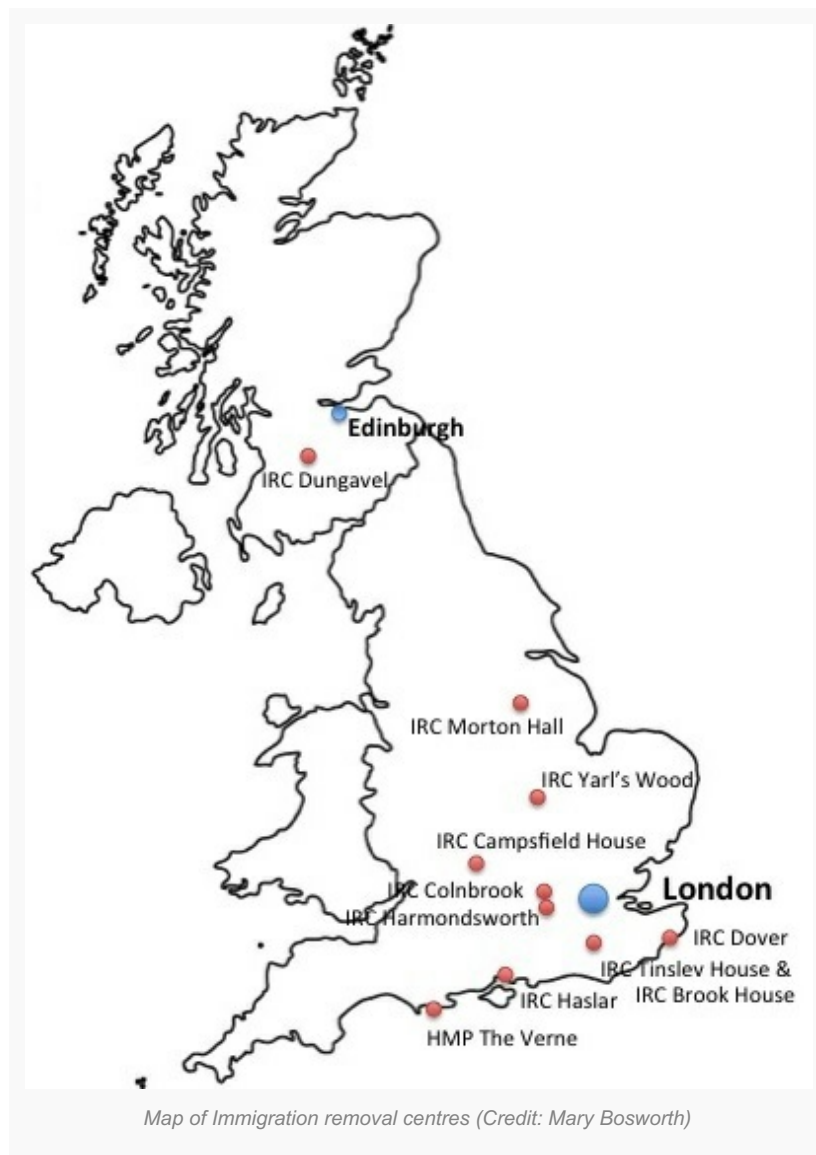 Edinburgh
IRC Dungavel
IRC Morton Hall
IRC Yarl's Wood
IRC Campsfield House
IRC Colnbrook
London
IRC Harmondsworth
IRC Dover
IRC Tinsley House &
IRC Brook House
IRC Haslar
HMP The Verne
Map of Immigration removal centres (Credit: Mary Bosworth)